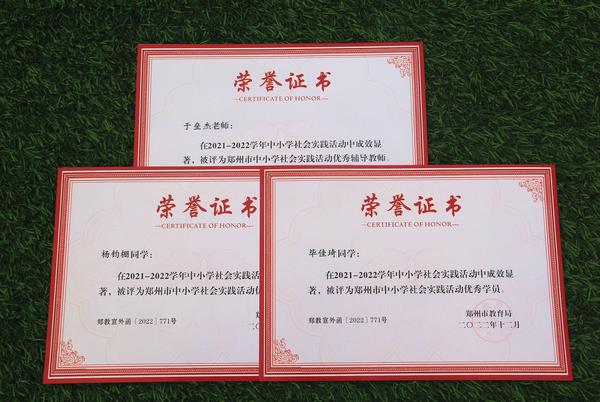 荣誉证书
—CERTIFICATE OF HONOR—
于垒杰老师：
在2021-2022学年中小学社会实践活动中成效显
著，被评为郑州市中小学社会实践活动优秀辅导教师。
荣誉证书
—CERTIFICATE OF HONOR—
杨钧棚同学：
在2021-2022学年中小学社会实践活
著，被评为郑州市中小学社会实践活动
郑教宣外函〔2022〕771号
二〇
荣誉证书
—CERTIFICATE OF HONOR—
毕佳琦同学：
在2021-2022学年中小学社会实践活动中成效显
著，被评为郑州市中小学社会实践活动优秀学员。
郑州市教育局
郑教宣外函〔2022〕771号
二〇二二年十二月